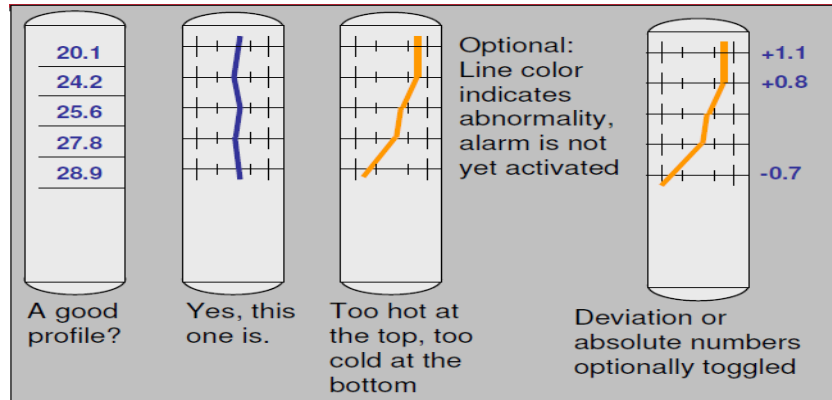 20.1
24.2
25.6
27.8
28.9
A good
profile?
Yes, this
one is.
Too hot at
the top, too
cold at the
bottom
Optional:
Line color
indicates
abnormality,
alarm is not
yet activated
+1.1
+0.8
-0.7
Deviation or
absolute numbers
optionally toggled